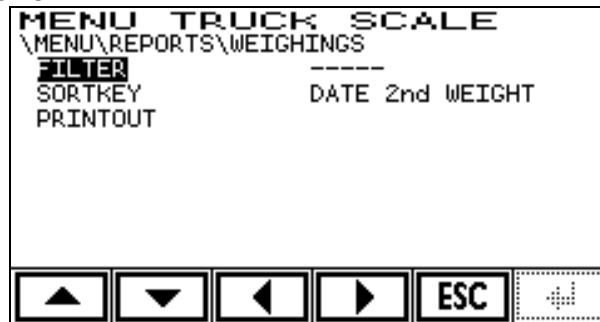 MENU TRUCK SCALE
\MENU\REPORTS\WEIGHINGS
FILTER -----
SORTKEY DATE 2nd WEIGHT
PRINTOUT
ESC